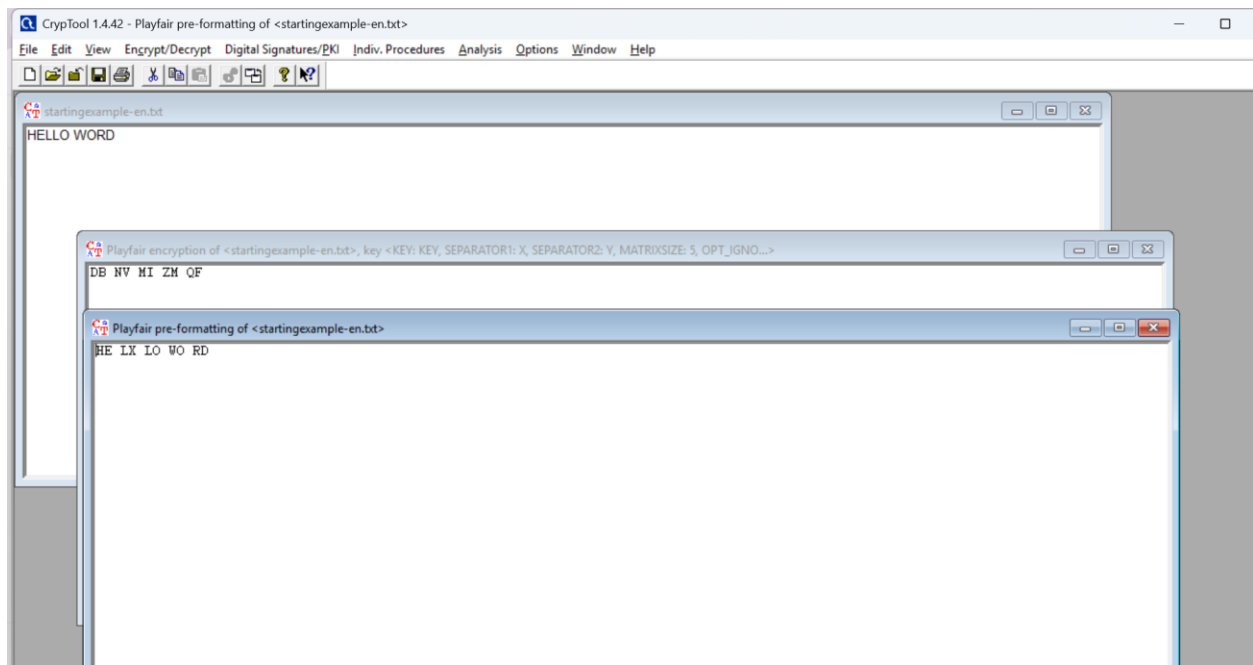 CrypTool 1.4.42 - Playfair pre-formatting of <startingexample-en.txt>
File Edit View Encrypt/Decrypt Digital Signatures/PKI Indiv. Procedures Analysis Options Window Help
startingexample-en.txt
HELLO WORD
Playfair encryption of <startingexample-en.txt>, key <KEY: KEY, SEPARATOR1: X, SEPARATOR2: Y, MATRIXSIZE: 5, OPT_IGNO...>
DB NV MI ZM QF
Playfair pre-formatting of <startingexample-en.txt>
HE LX LO WO RD